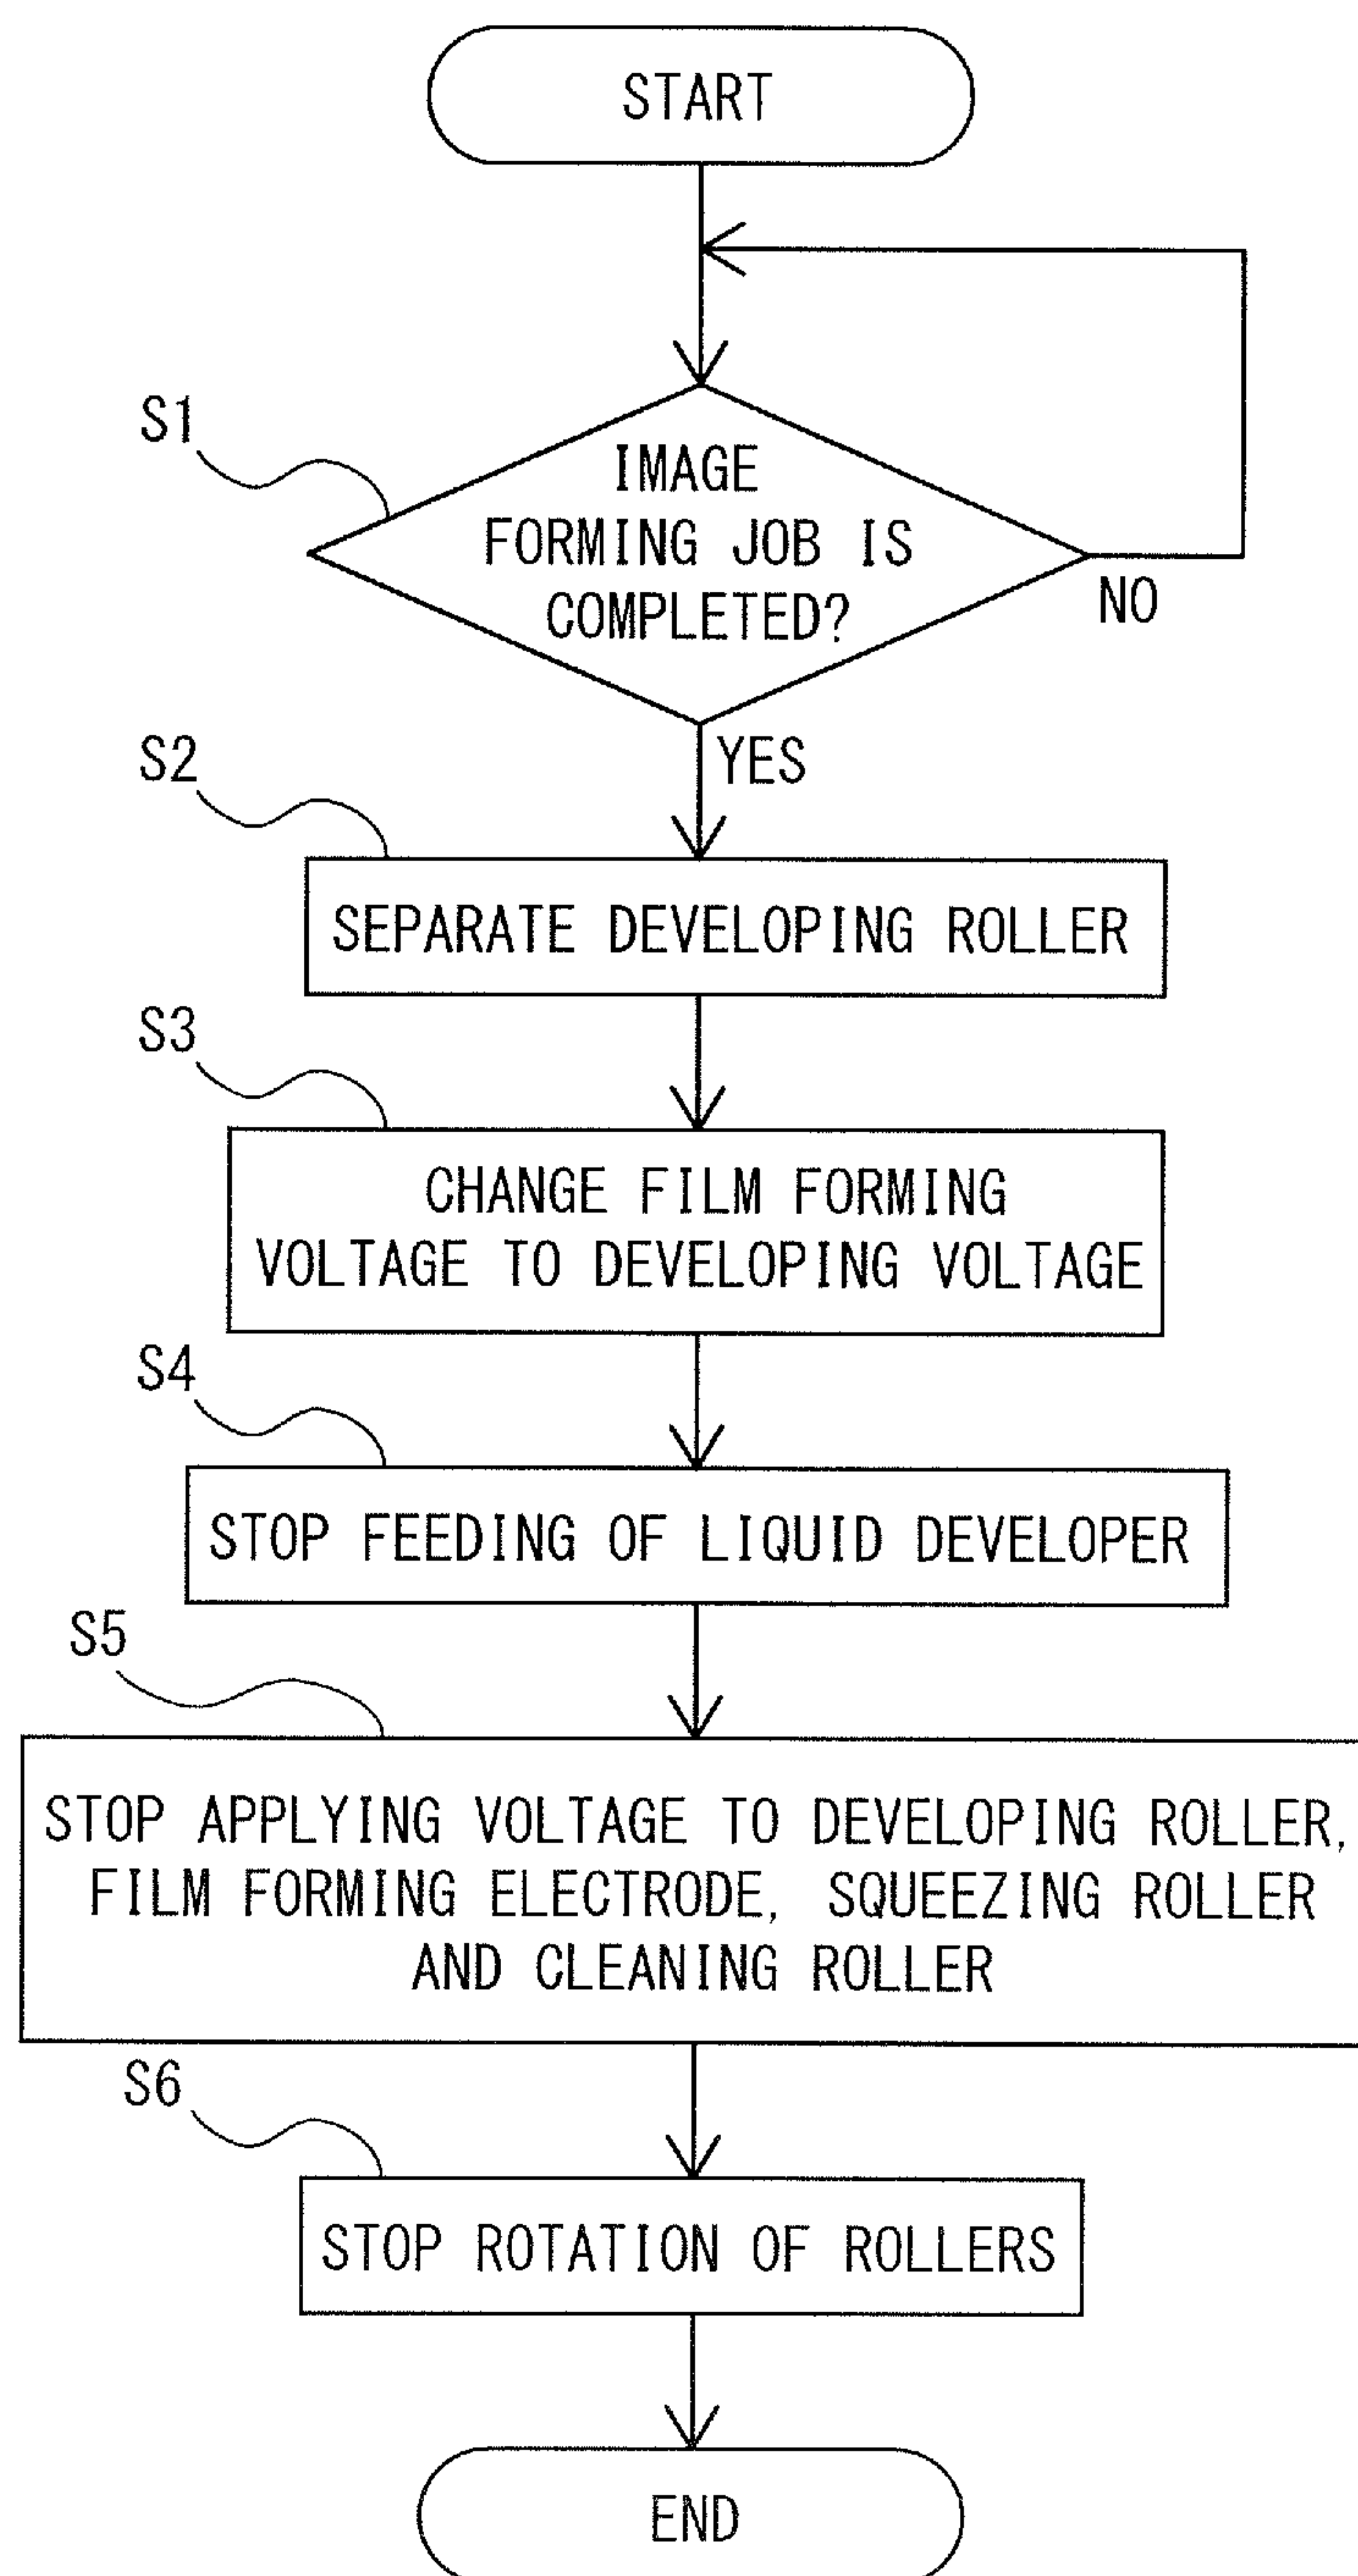 START
S1
IMAGE
FORMING JOB IS
COMPLETED?
NO
YES
S2
SEPARATE DEVELOPING ROLLER
S3
CHANGE FILM FORMING
VOLTAGE TO DEVELOPING VOLTAGE
S4
STOP FEEDING OF LIQUID DEVELOPER
S5
STOP APPLYING VOLTAGE TO DEVELOPING ROLLER,
FILM FORMING ELECTRODE, SQUEEZING ROLLER
AND CLEANING ROLLER
S6
STOP ROTATION OF ROLLERS
END